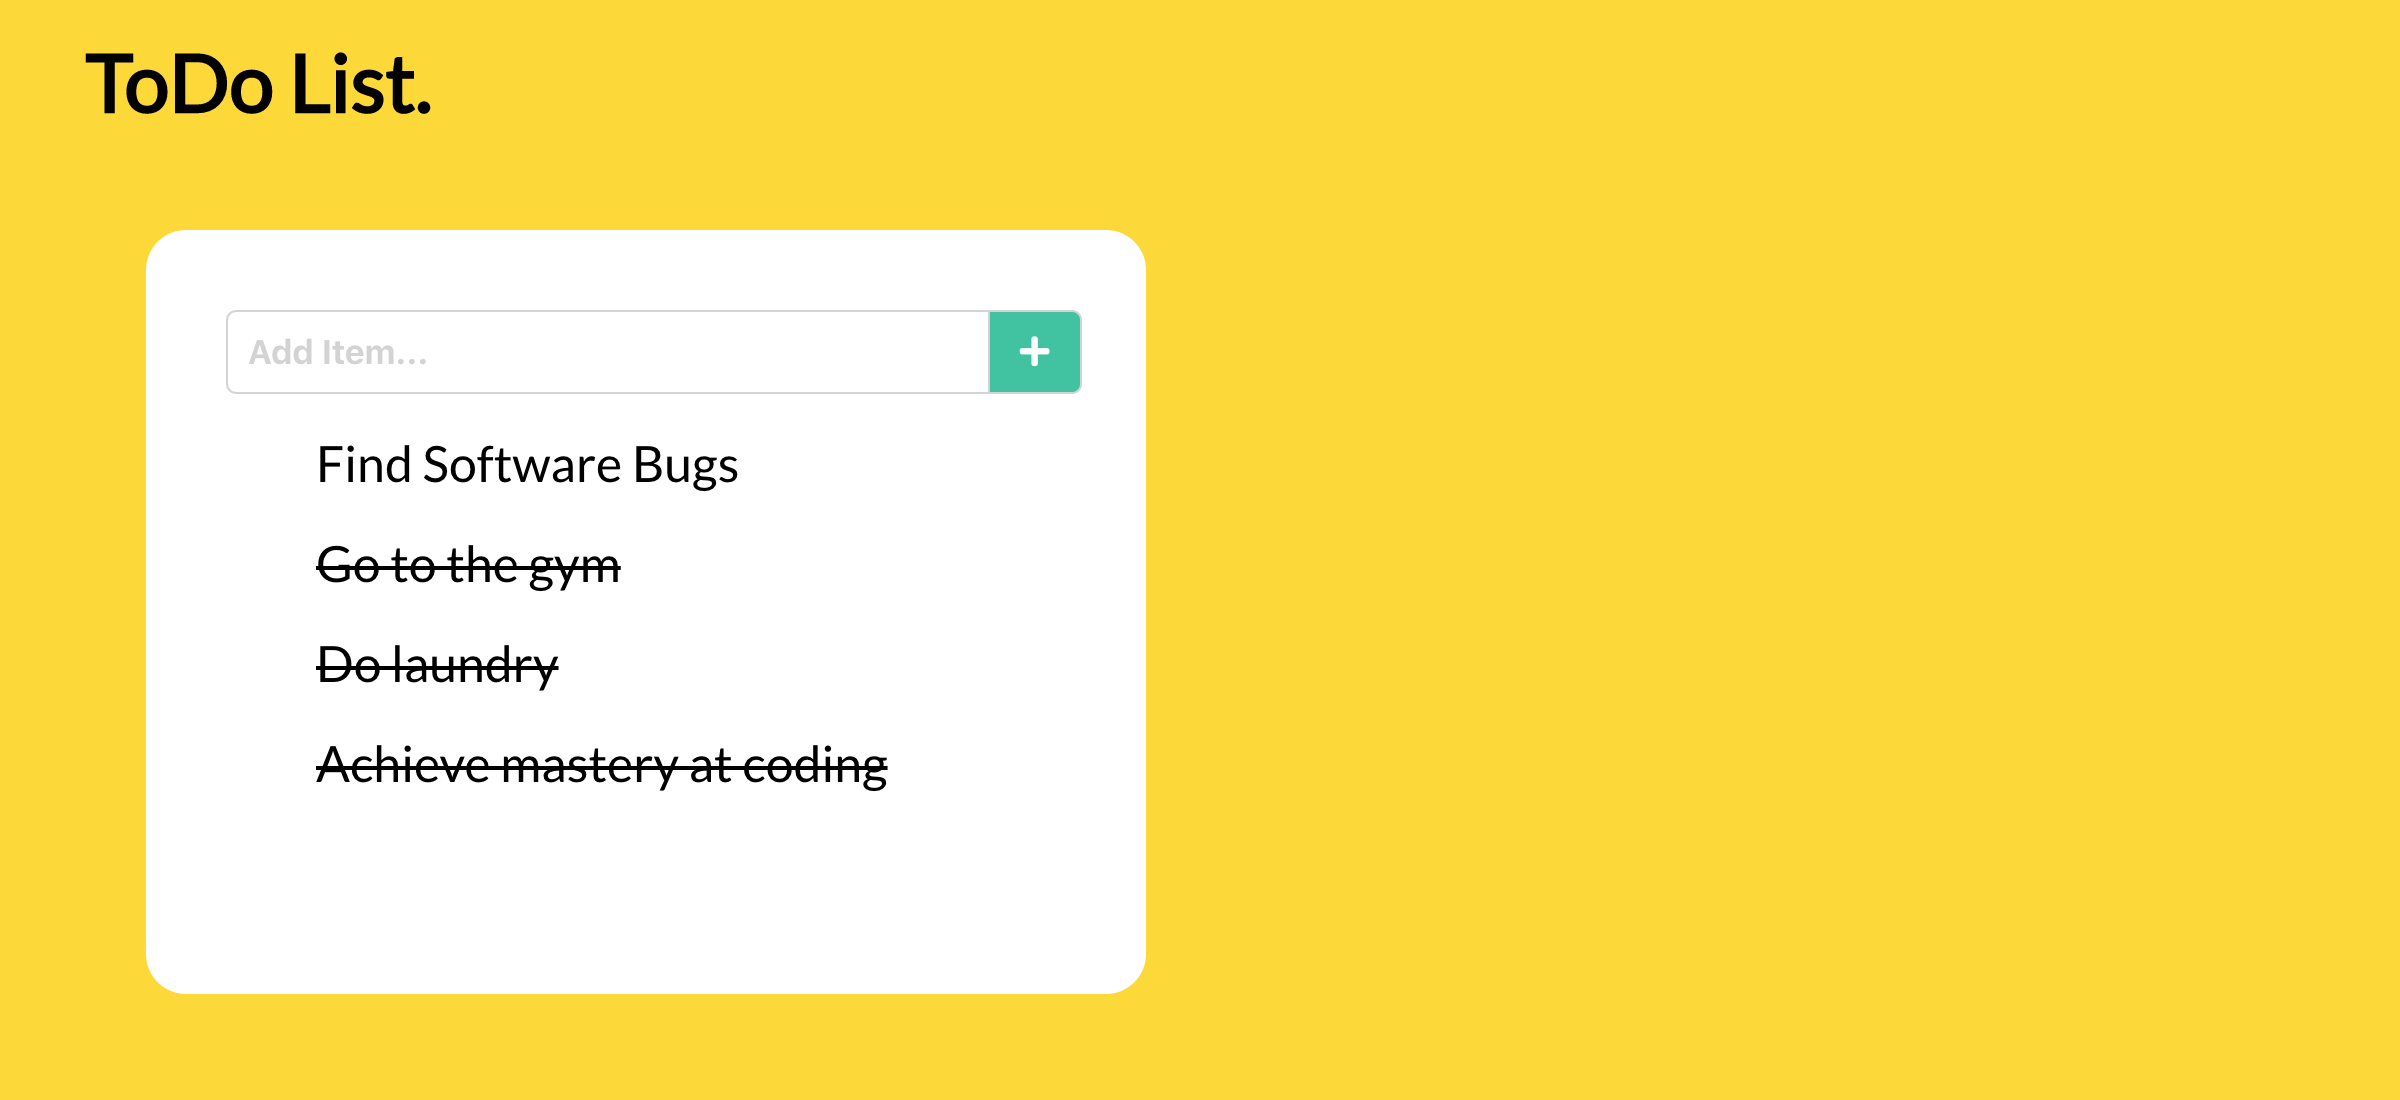 ToDo List.
Add Item...
Find Software Bugs
Go to the gym
Do laundry
Achieve mastery at coding